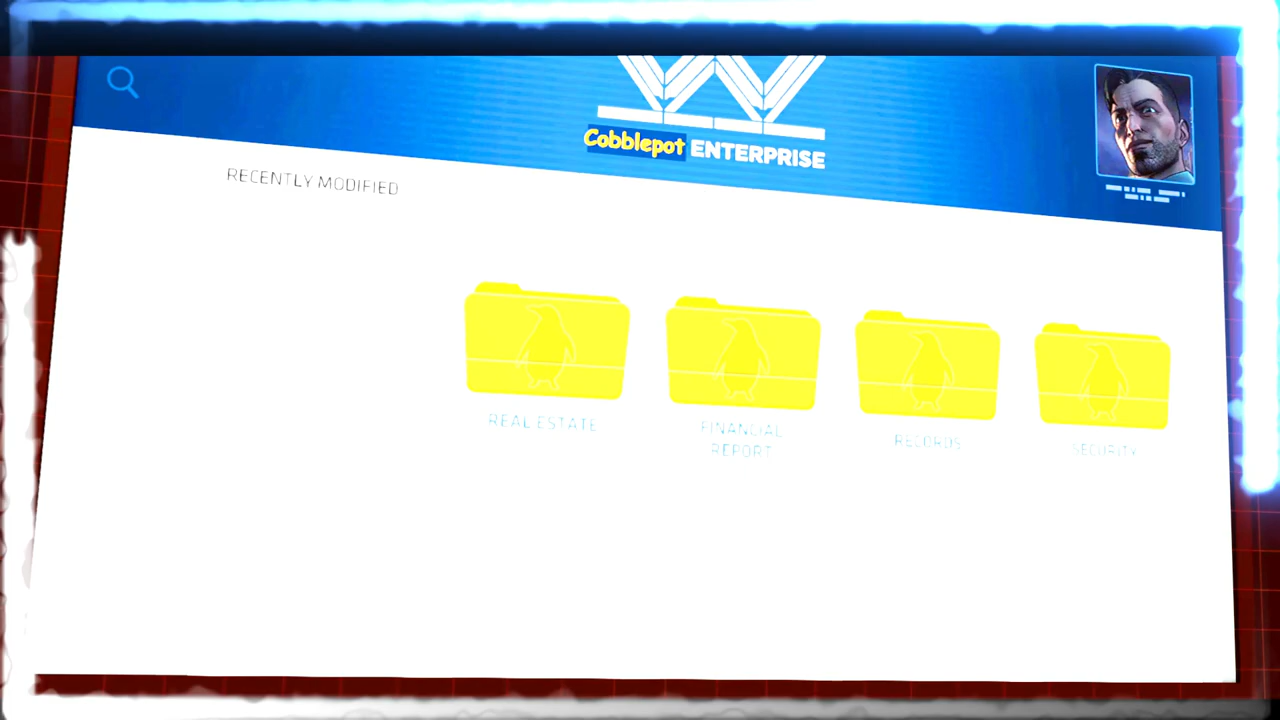 Cobblepot ENTERPRISE
RECENTLY MODIFIED
REAL ESTATE
FINANCIAL
REPORT
RECORDS
SECURITY